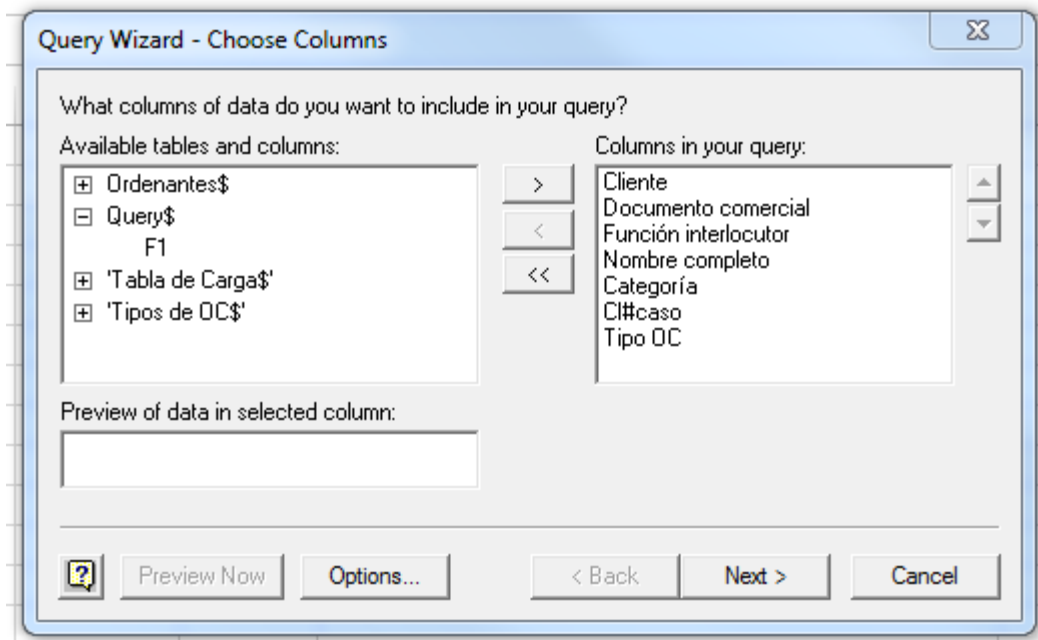 Query Wizard - Choose Columns
What columns of data do you want to include in your query?
Available tables and columns:
Ordenantes$
Query$
F1
'Tabla de Carga$'
'Tipos de OC$'
>
<
<<
Columns in your query:
Cliente
Documento comercial
Función interlocutor
Nombre completo
Categoría
Cl#caso
Tipo OC
Preview of data in selected column:
?
Preview Now
Options...
< Back
Next >
Cancel